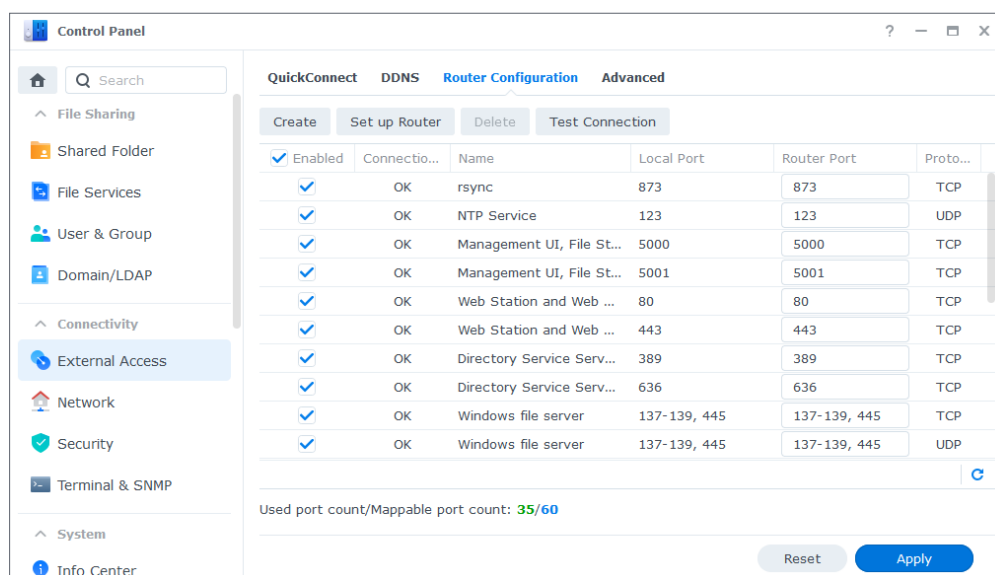 Control Panel
?
Search
File Sharing
Shared Folder
File Services
User & Group
Domain/LDAP
Connectivity
External Access
Network
Security
Terminal & SNMP
System
Info Center
QuickConnect DDNS Router Configuration Advanced
Create Set up Router Delete Test Connection
Enabled Connectio... Name Local Port Router Port Proto...
OK rsync 873 873 TCP
OK NTP Service 123 123 UDP
OK Management UI, File St... 5000 5000 TCP
OK Management UI, File St... 5001 5001 TCP
OK Web Station and Web ... 80 80 TCP
OK Web Station and Web ... 443 443 TCP
OK Directory Service Serv... 389 389 TCP
OK Directory Service Serv... 636 636 TCP
OK Windows file server 137-139, 445 137-139, 445 TCP
OK Windows file server 137-139, 445 137-139, 445 UDP
Used port count/Mappable port count: 35/60
Reset Apply